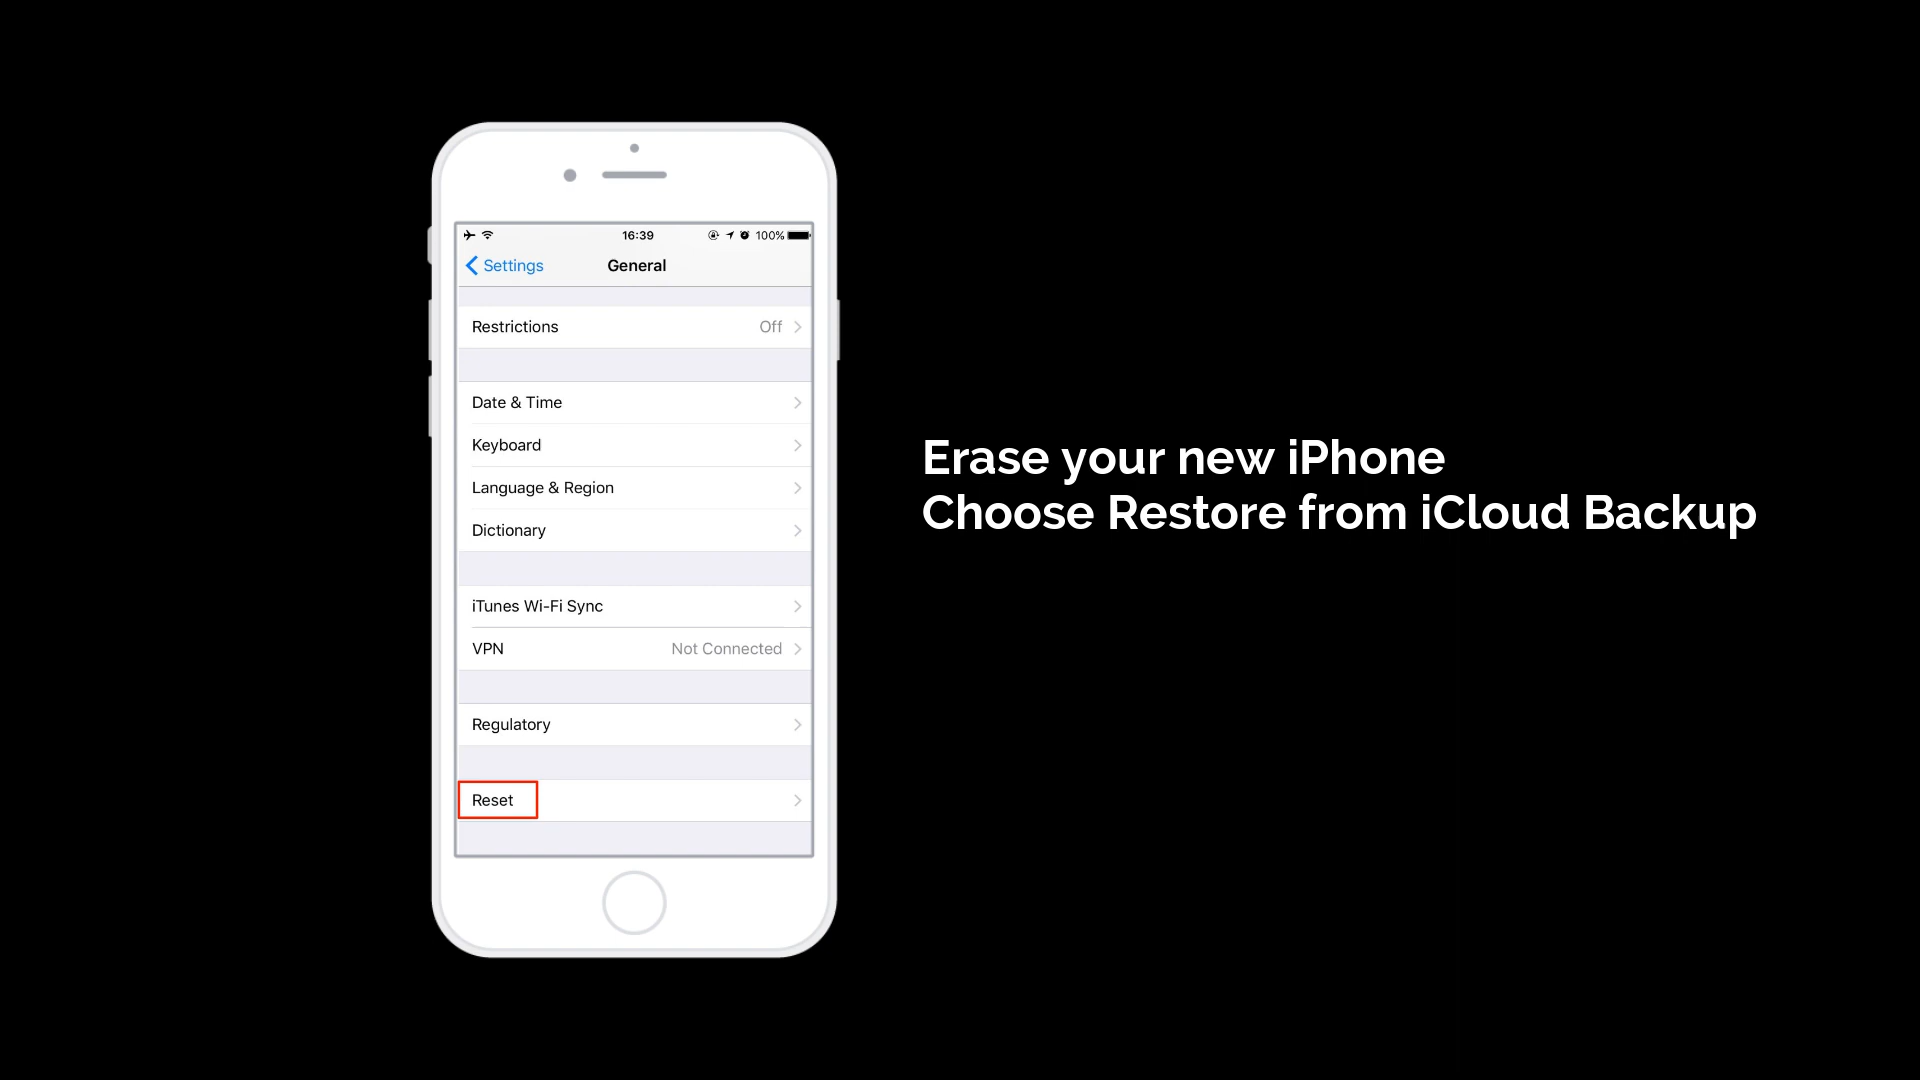 16:39 100%
Settings General
Restrictions Off
Date & Time
Keyboard
Language & Region
Dictionary
iTunes Wi-Fi Sync
VPN Not Connected
Regulatory
Reset
Erase your new iPhone
Choose Restore from iCloud Backup